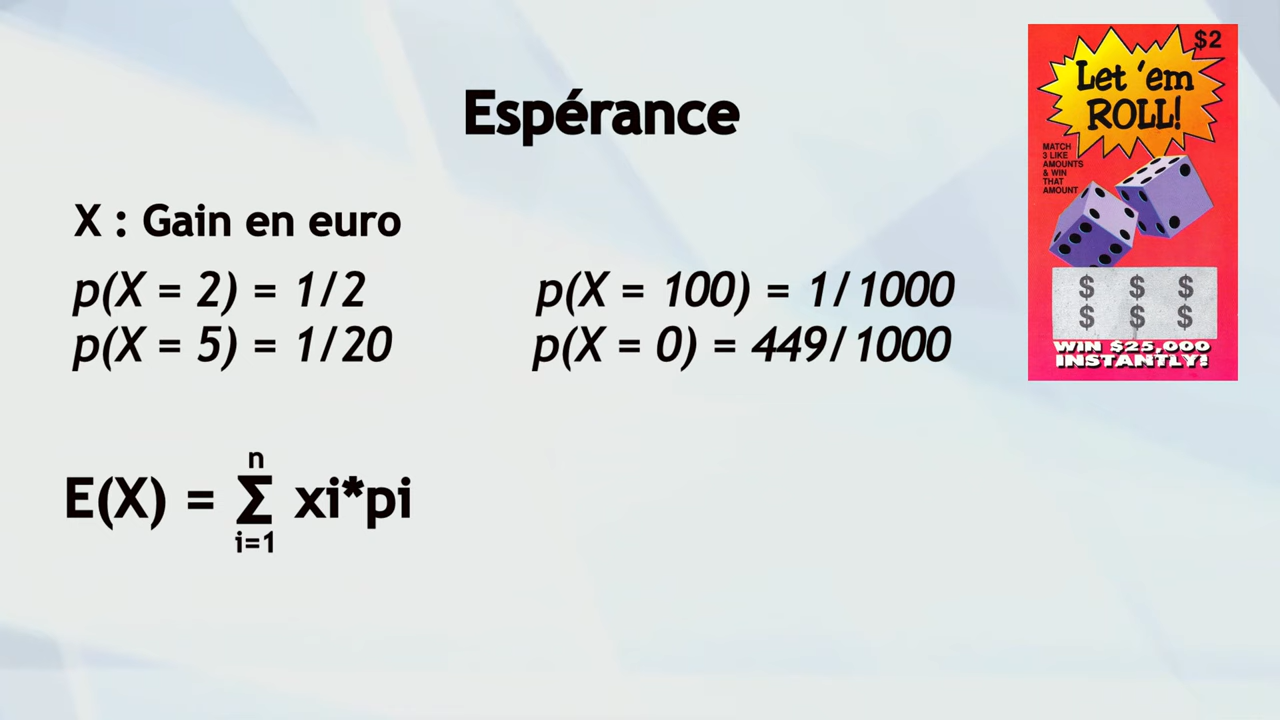 Espérance
X : Gain en euro
p(X = 2) = 1/2
p(X = 5) = 1/20
p(X = 100) = 1/1000
p(X = 0) = 449/1000
n
E(X) = Σ xi*pi
i=1
$2
Let 'em
ROLL!
MATCH
3 LIKE
AMOUNTS
& WIN
THAT
AMOUNT
$ $ $
$ $ $
WIN $25,000
INSTANTLY!